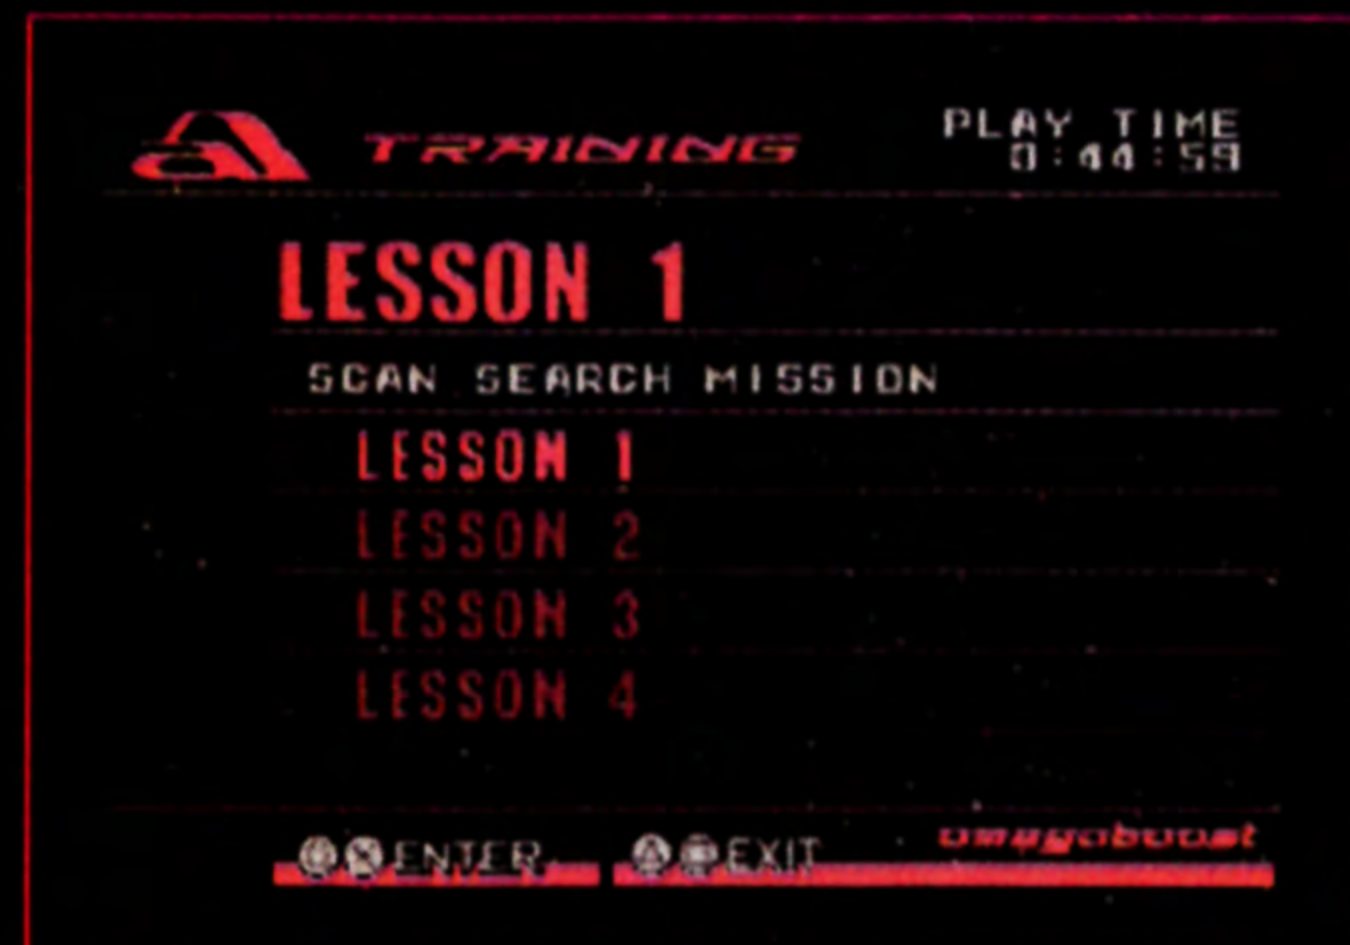 TRAINING
PLAY TIME
0:44:59
LESSON 1
SCAN SEARCH MISSION
LESSON 1
LESSON 2
LESSON 3
LESSON 4
ENTER
EXIT
omegaboost